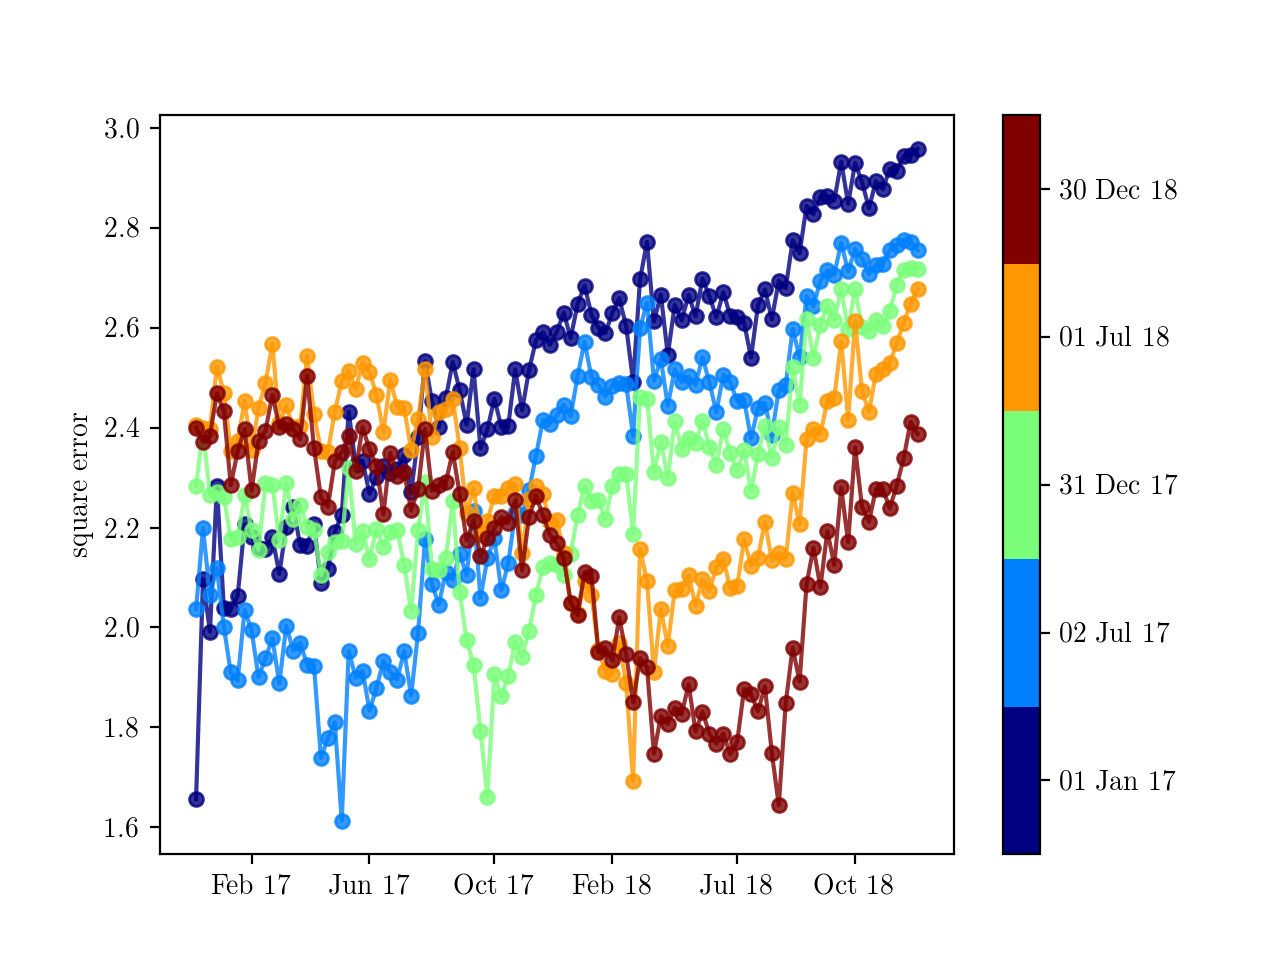 3.0
2.8
2.6
2.4
2.2
2.0
1.8
1.6
square error
Feb 17 Jun 17 Oct 17 Feb 18 Jul 18 Oct 18
30 Dec 18
01 Jul 18
31 Dec 17
02 Jul 17
01 Jan 17